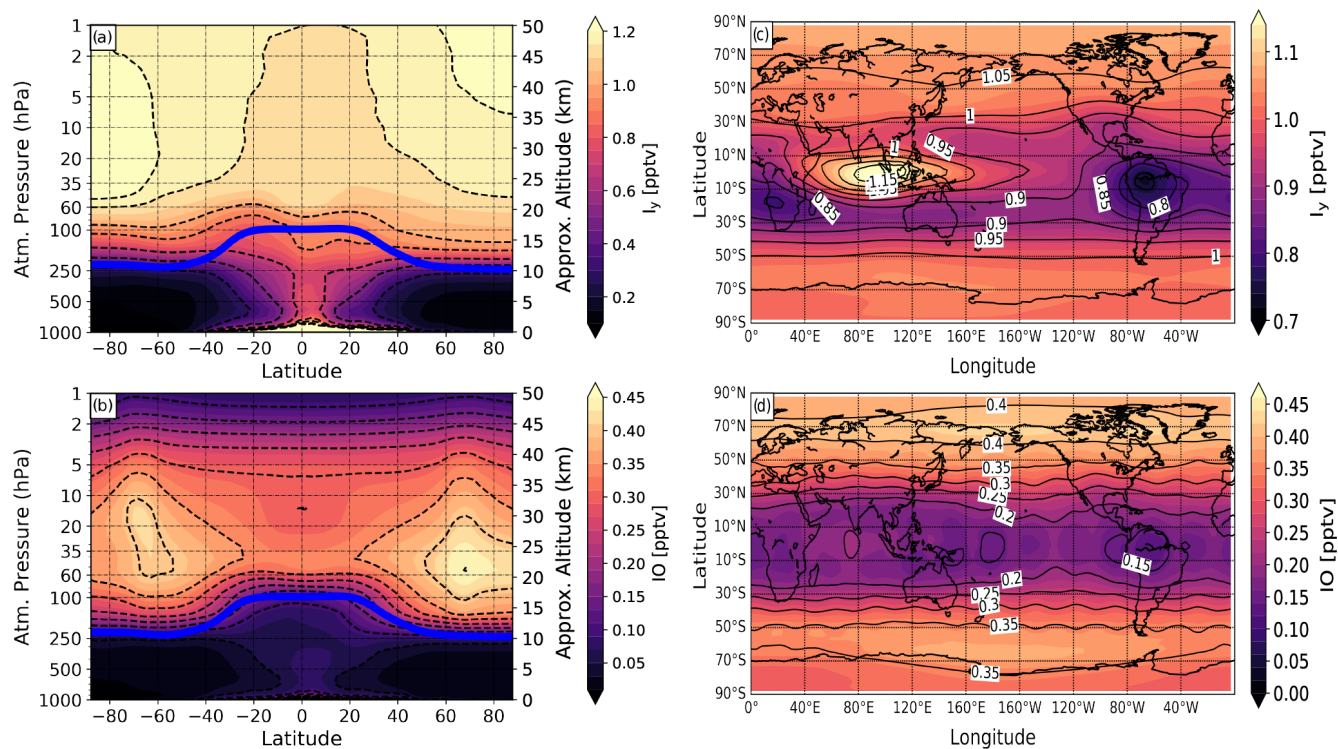 (a)
Atm. Pressure (hPa)
1
2
5
10
20
35
60
100
250
500
1000
50
45
40
35
30
25
20
15
10
5
0
Approx. Altitude (km)
−80 −60 −40 −20 0 20 40 60 80
Latitude
1.2
1.0
0.8
0.6
0.4
0.2
Iy [pptv]
(c)
Latitude
90°N
70°N
50°N
30°N
10°N
10°S
30°S
50°S
70°S
90°S
1.05
1
0.95
1
1.15
0.9
0.85
0.85
0.8
0.9
0.95
1
0° 40°E 80°E 120°E 160°E 160°W 120°W 80°W 40°W
Longitude
1.1
1.0
0.9
0.8
0.7
Iy [pptv]
(b)
Atm. Pressure (hPa)
1
2
5
10
20
35
60
100
250
500
1000
50
45
40
35
30
25
20
15
10
5
0
Approx. Altitude (km)
−80 −60 −40 −20 0 20 40 60 80
Latitude
0.45
0.40
0.35
0.30
0.25
0.20
0.15
0.10
0.05
IO [pptv]
(d)
Latitude
90°N
70°N
50°N
30°N
10°N
10°S
30°S
50°S
70°S
90°S
0.4
0.4
0.35
0.3
0.25
0.2
0.15
0.2
0.25
0.3
0.35
0.35
0° 40°E 80°E 120°E 160°E 160°W 120°W 80°W 40°W
Longitude
0.45
0.40
0.35
0.30
0.25
0.20
0.15
0.10
0.05
0.00
IO [pptv]